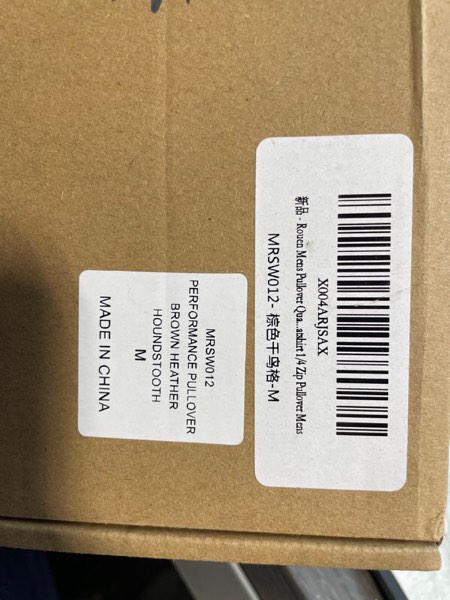 X004ARJSAX
新品 - Rouen Mens Pullover Qua...atshirt 1/4 Zip Pullover Mens
MRSW012- 棕色千鸟格-M
MRSW012
PERFORMANCE PULLOVER
BROWN HEATHER
HOUNDSTOOTH
M
MADE IN CHINA